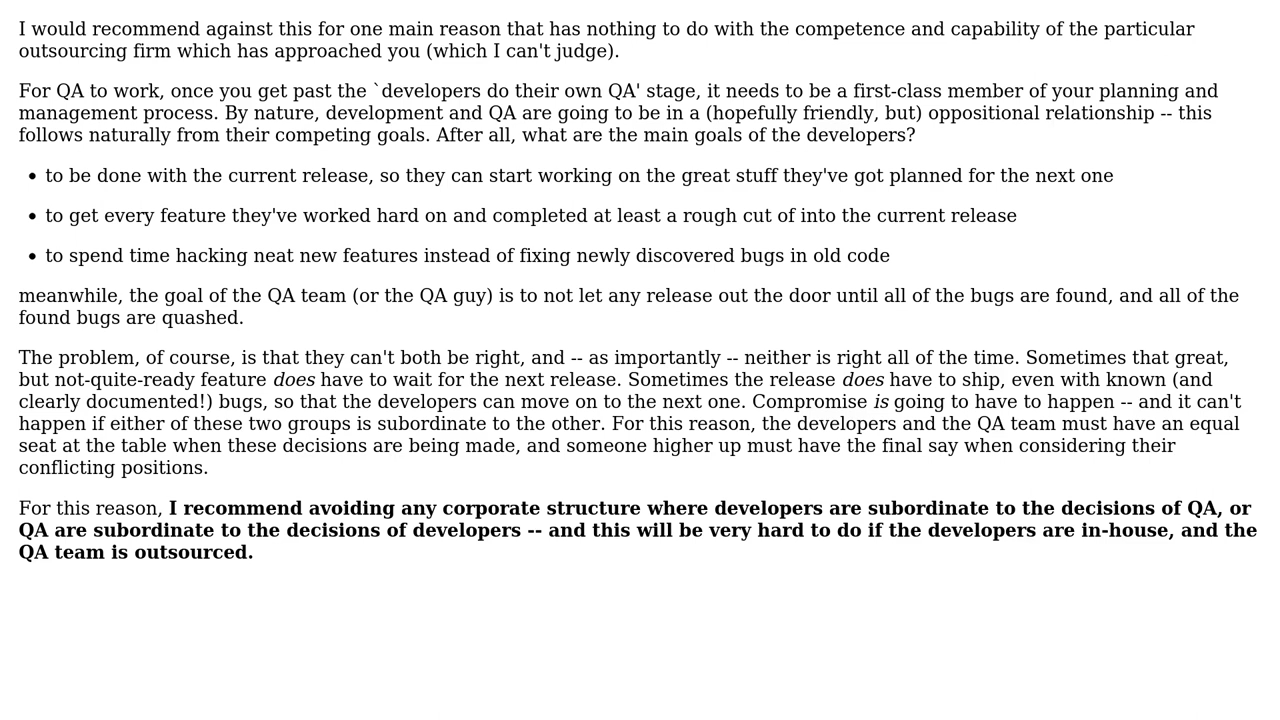 I would recommend against this for one main reason that has nothing to do with the competence and capability of the particular
outsourcing firm which has approached you (which I can't judge).
For QA to work, once you get past the `developers do their own QA' stage, it needs to be a first-class member of your planning and
management process. By nature, development and QA are going to be in a (hopefully friendly, but) oppositional relationship -- this
follows naturally from their competing goals. After all, what are the main goals of the developers?
• to be done with the current release, so they can start working on the great stuff they've got planned for the next one
• to get every feature they've worked hard on and completed at least a rough cut of into the current release
• to spend time hacking neat new features instead of fixing newly discovered bugs in old code
meanwhile, the goal of the QA team (or the QA guy) is to not let any release out the door until all of the bugs are found, and all of the
found bugs are quashed.
The problem, of course, is that they can't both be right, and -- as importantly -- neither is right all of the time. Sometimes that great,
but not-quite-ready feature does have to wait for the next release. Sometimes the release does have to ship, even with known (and
clearly documented!) bugs, so that the developers can move on to the next one. Compromise is going to have to happen -- and it can't
happen if either of these two groups is subordinate to the other. For this reason, the developers and the QA team must have an equal
seat at the table when these decisions are being made, and someone higher up must have the final say when considering their
conflicting positions.
For this reason, I recommend avoiding any corporate structure where developers are subordinate to the decisions of QA, or
QA are subordinate to the decisions of developers -- and this will be very hard to do if the developers are in-house, and the
QA team is outsourced.